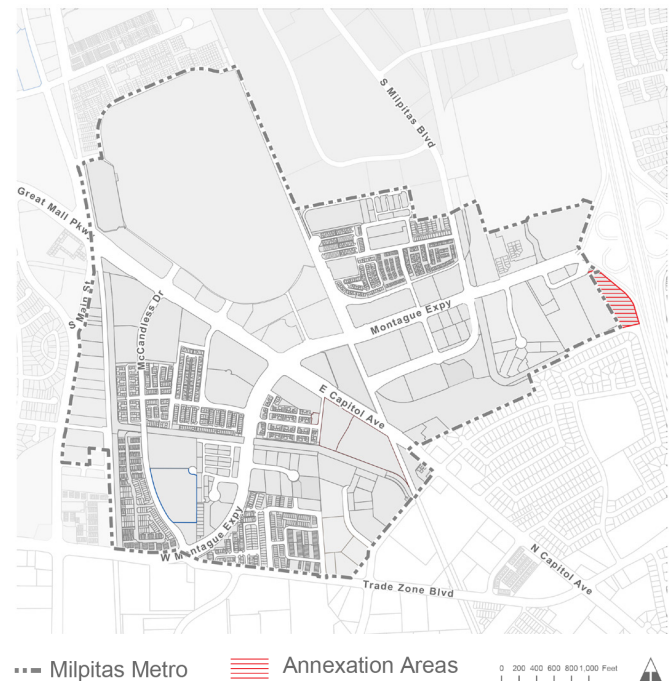 S Milpitas Blvd
Great Mall Pkwy
S Main St
McCandless Dr
Montague Expy
E Capitol Ave
W Montague Expy
N Capitol Ave
Trade Zone Blvd
Milpitas Metro
Annexation Areas
0 200 400 600 800 1,000 Feet